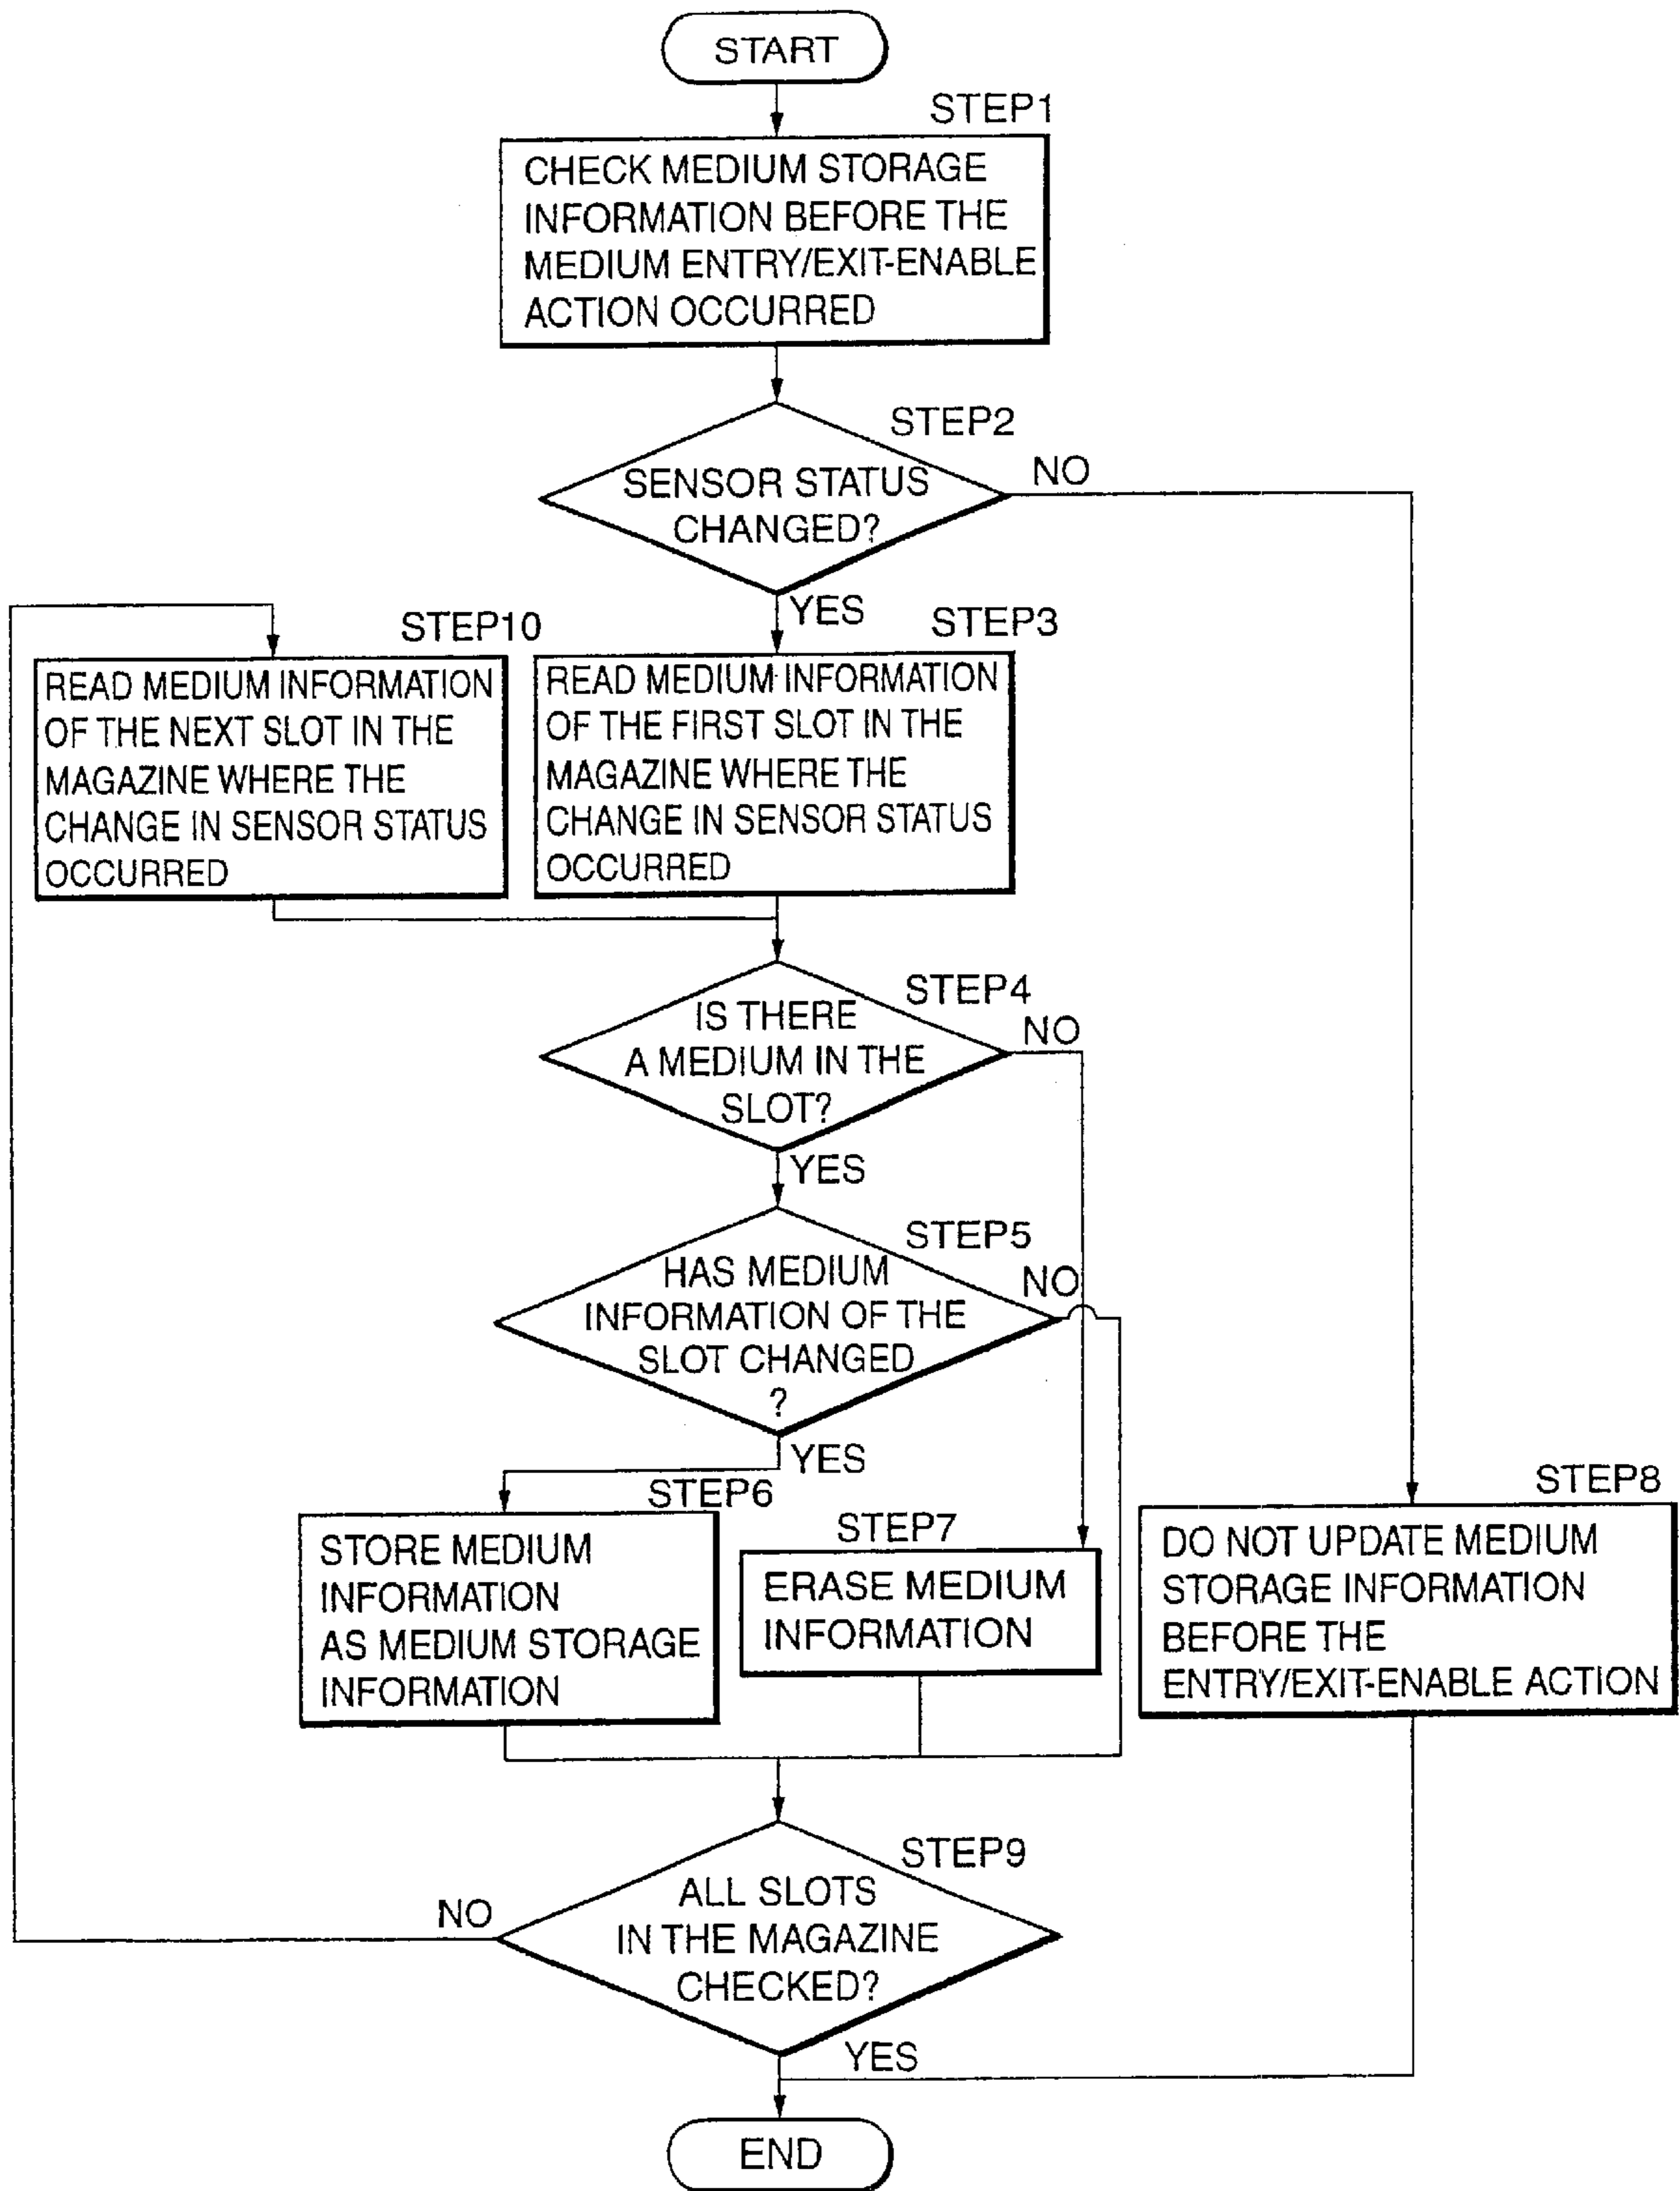 START
STEP1
CHECK MEDIUM STORAGE
INFORMATION BEFORE THE
MEDIUM ENTRY/EXIT-ENABLE
ACTION OCCURRED
STEP2
SENSOR STATUS
CHANGED?
NO
YES
STEP10
READ MEDIUM INFORMATION
OF THE NEXT SLOT IN THE
MAGAZINE WHERE THE
CHANGE IN SENSOR STATUS
OCCURRED
STEP3
READ MEDIUM INFORMATION
OF THE FIRST SLOT IN THE
MAGAZINE WHERE THE
CHANGE IN SENSOR STATUS
OCCURRED
STEP4
IS THERE
A MEDIUM IN THE
SLOT?
NO
YES
STEP5
HAS MEDIUM
INFORMATION OF THE
SLOT CHANGED
?
NO
YES
STEP6
STORE MEDIUM
INFORMATION
AS MEDIUM STORAGE
INFORMATION
STEP7
ERASE MEDIUM
INFORMATION
STEP8
DO NOT UPDATE MEDIUM
STORAGE INFORMATION
BEFORE THE
ENTRY/EXIT-ENABLE ACTION
STEP9
ALL SLOTS
IN THE MAGAZINE
CHECKED?
NO
YES
END